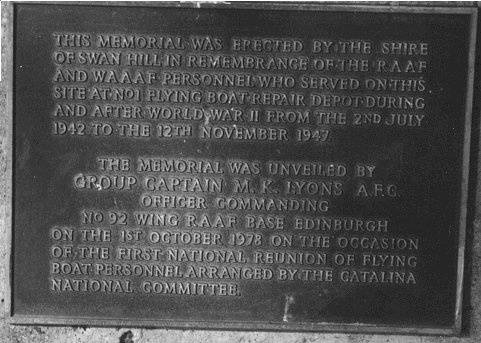 THIS MEMORIAL WAS ERECTED BY THE SHIRE
OF SWAN HILL IN REMEMBRANCE OF THE R A A F
AND W A A A F PERSONNEL WHO SERVED ON THIS
SITE AT NO1 FLYING BOAT REPAIR DEPOT DURING
AND AFTER WORLD WAR II FROM THE 2ND JULY
1942 TO THE 12TH NOVEMBER 1947.
THE MEMORIAL WAS UNVEILED BY
GROUP CAPTAIN M. K. LYONS A.F.C.
OFFICER COMMANDING
NO 92 WING R A A F BASE EDINBURGH
ON THE 1ST OCTOBER 1978 ON THE OCCASION
OF THE FIRST NATIONAL REUNION OF FLYING
BOAT PERSONNEL ARRANGED BY THE CATALINA
NATIONAL COMMITTEE.